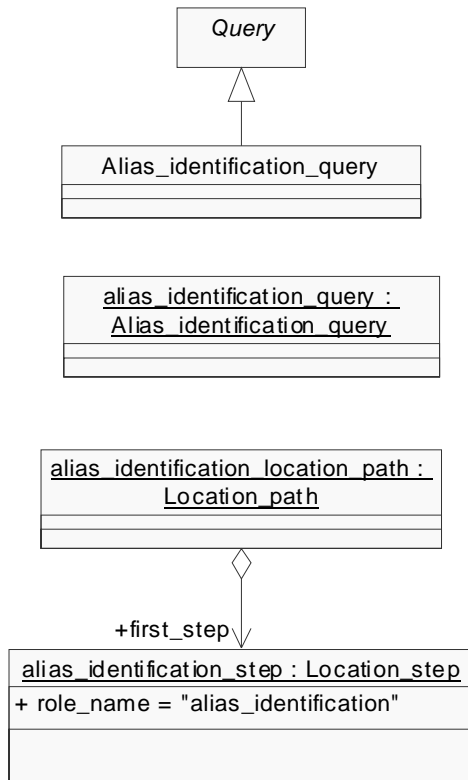 Query
Alias_identification_query
alias_identification_query :
Alias_identification_query
alias_identification_location_path :
Location_path
+first_step
alias_identification_step : Location_step
+ role_name = "alias_identification"